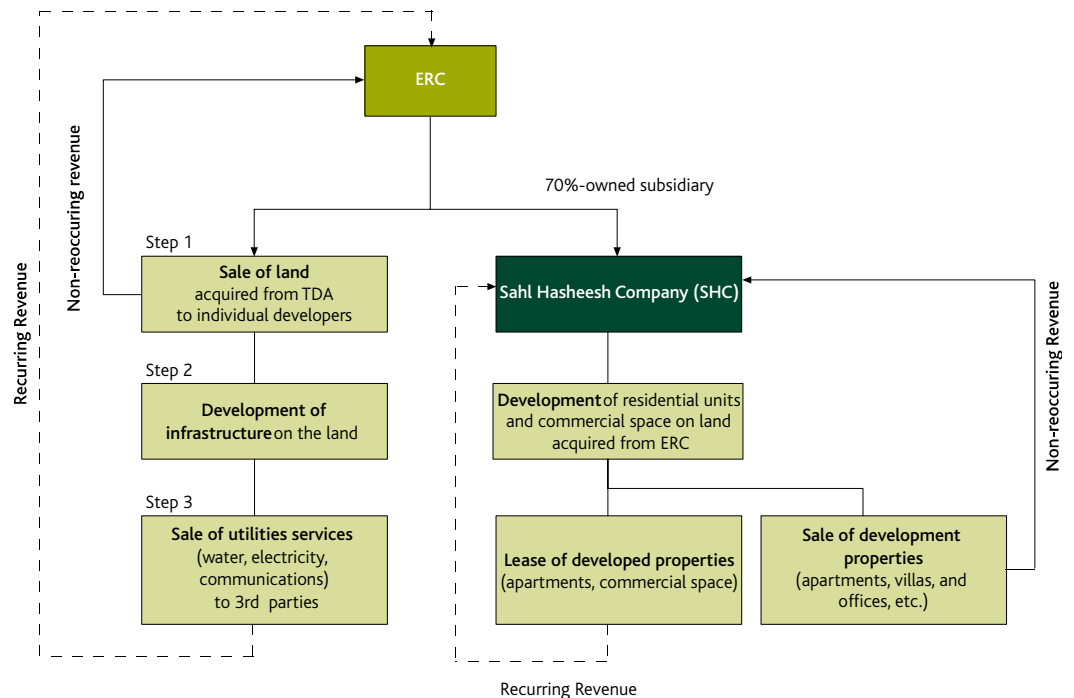 ERC
70%-owned subsidiary
Recurring Revenue
Non-reoccuring revenue
Step 1
Sale of land
acquired from TDA
to individual developers
Step 2
Development of
infrastructure on the land
Step 3
Sale of utilities services
(water, electricity,
communications)
to 3rd parties
Sahl Hasheesh Company (SHC)
Development of residential units
and commercial space on land
acquired from ERC
Lease of developed properties
(apartments, commercial space)
Sale of development
properties
(apartments, villas, and
offices, etc.)
Non-reoccuring Revenue
Recurring Revenue